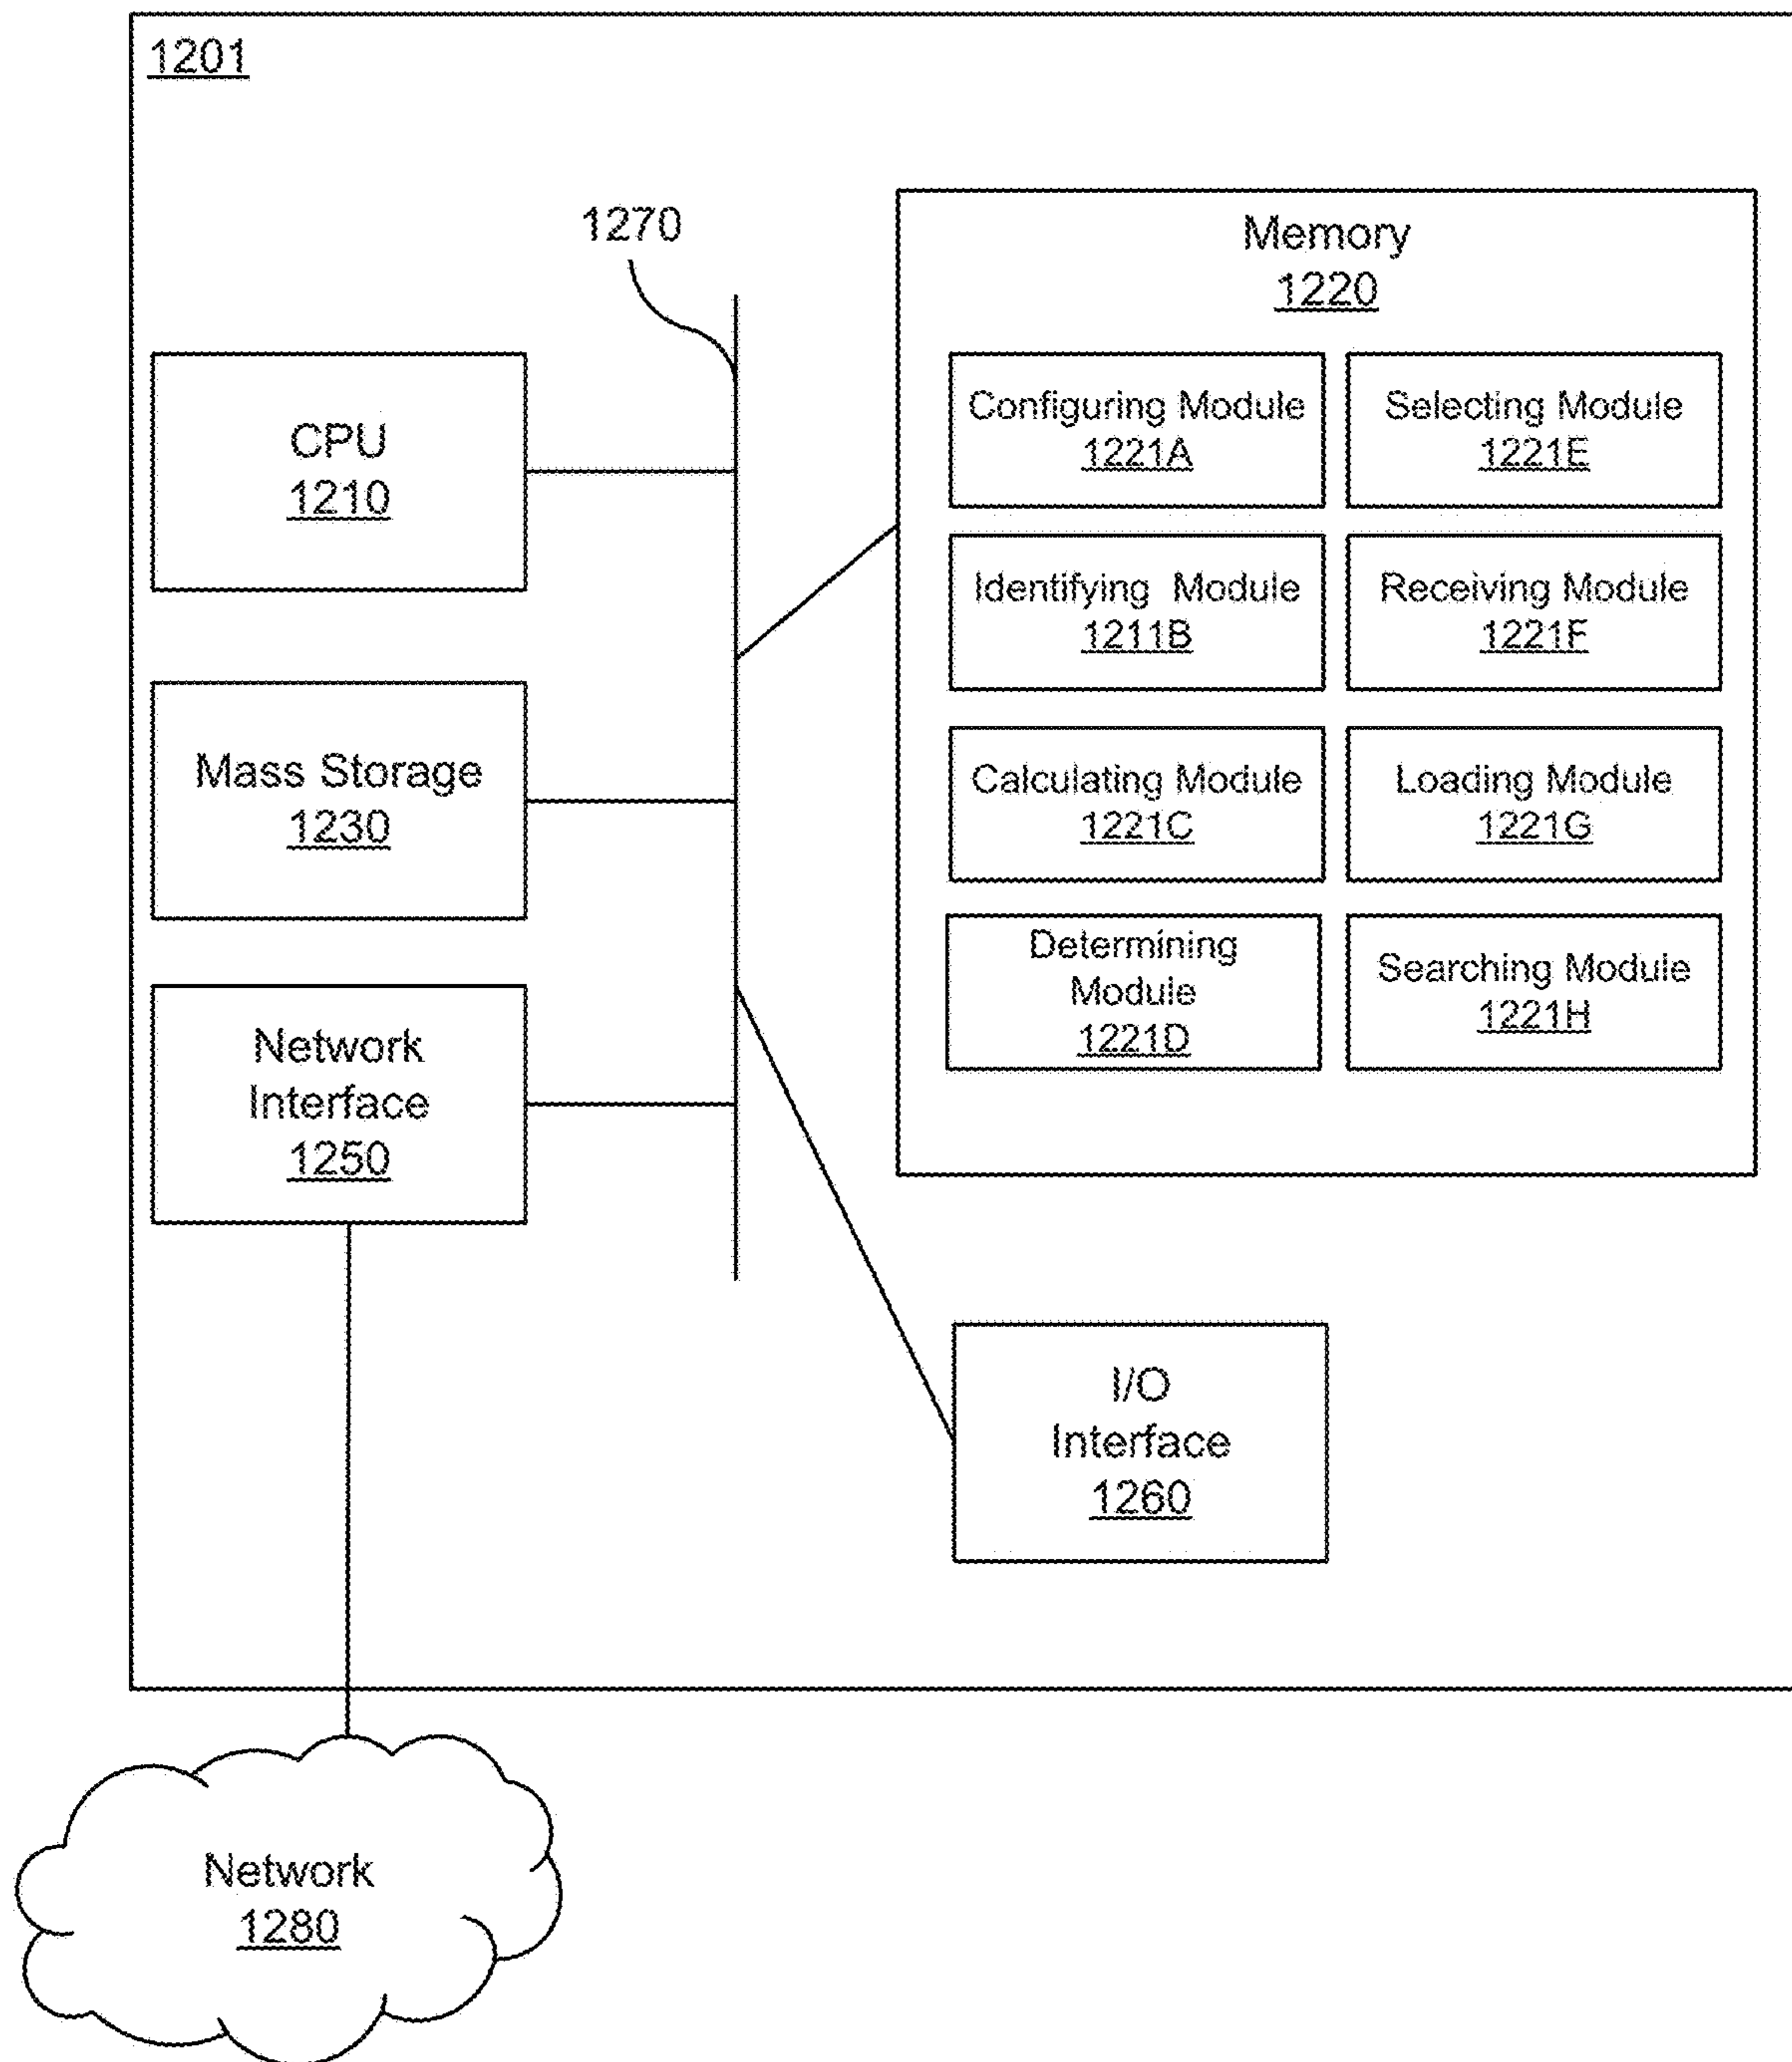 1201
1270
CPU
1210
Mass Storage
1230
Network
Interface
1250
Memory
1220
Configuring Module
1221A
Selecting Module
1221E
Identifying Module
1211B
Receiving Module
1221F
Calculating Module
1221C
Loading Module
1221G
Determining
Module
1221D
Searching Module
1221H
I/O
Interface
1260
Network
1280